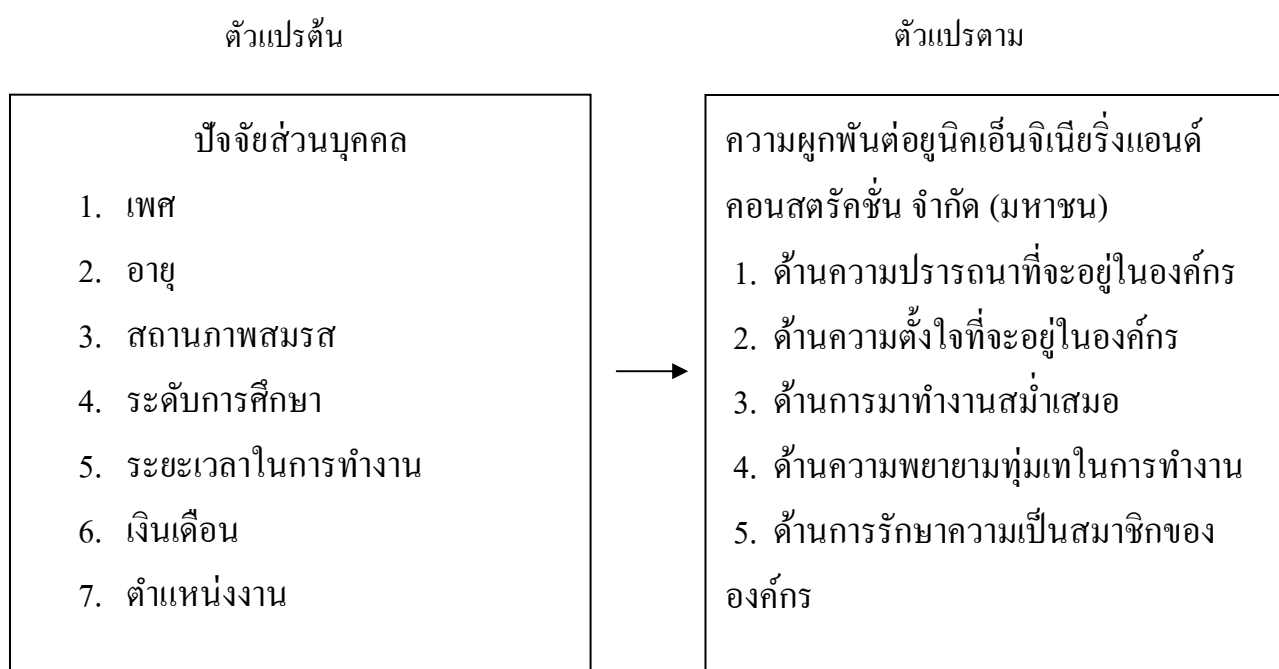 ตัวแปรต้น
ตัวแปรตาม
ปัจจัยส่วนบุคคล
1. เพศ
2. อายุ
3. สถานภาพสมรส
4. ระดับการศึกษา
5. ระยะเวลาในการทำงาน
6. เงินเดือน
7. ตำแหน่งงาน
ความผูกพันต่อยูนิคเอ็นจิเนียริ่งแอนด์
คอนสตรัคชั่น จำกัด (มหาชน)
1. ด้านความปรารถนาที่จะอยู่ในองค์กร
2. ด้านความตั้งใจที่จะอยู่ในองค์กร
3. ด้านการมาทำงานสม่ำเสมอ
4. ด้านความพยายามทุ่มเทในการทำงาน
5. ด้านการรักษาความเป็นสมาชิกของ
องค์กร